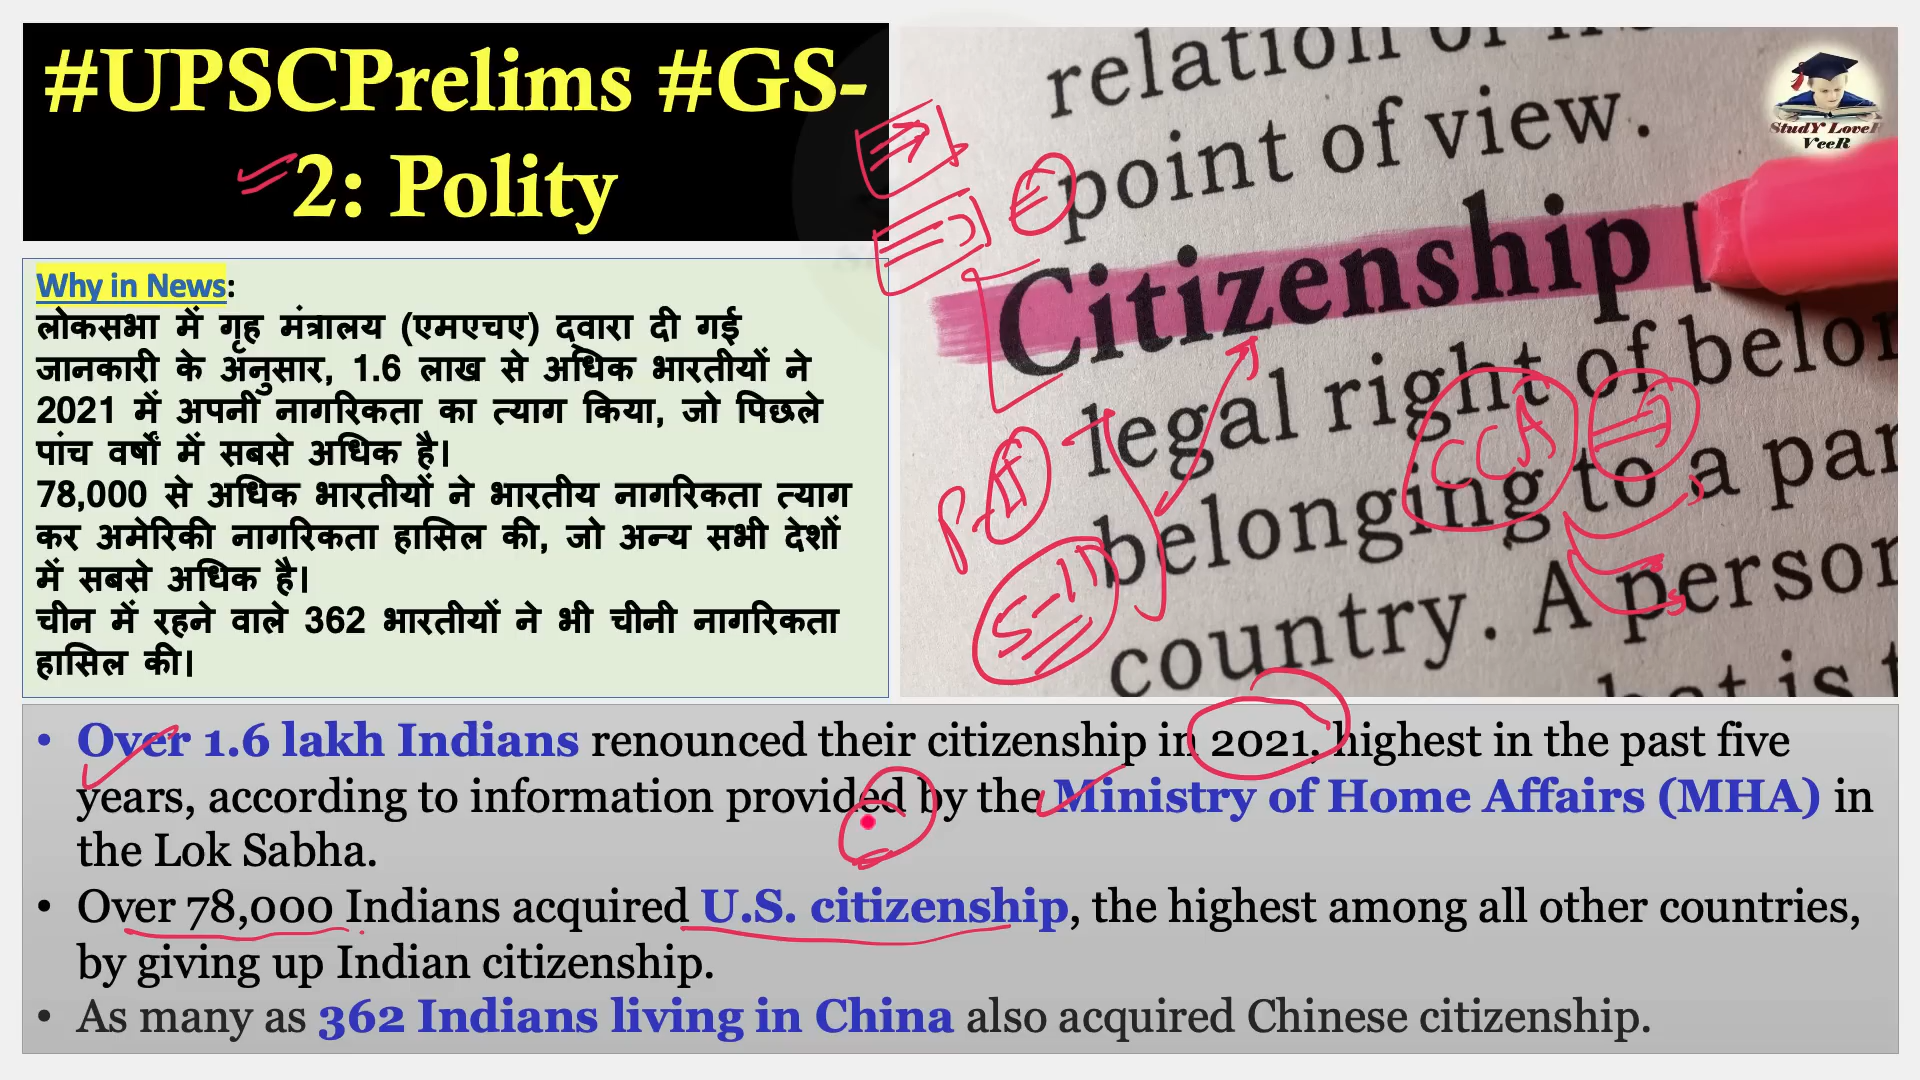 #UPSCPrelims #GS-
2: Polity
Why in News:
लोकसभा में गृह मंत्रालय (एमएचए) द्वारा दी गई
जानकारी के अनुसार, 1.6 लाख से अधिक भारतीयों ने
2021 में अपनी नागरिकता का त्याग किया, जो पिछले
पांच वर्षों में सबसे अधिक है।
78,000 से अधिक भारतीयों ने भारतीय नागरिकता त्याग
कर अमेरिकी नागरिकता हासिल की, जो अन्य सभी देशों
में सबसे अधिक है।
चीन में रहने वाले 362 भारतीयों ने भी चीनी नागरिकता
हासिल की।
relation of
point of view.
Citizenship [
legal right of belon
belonging to a par
country. A person
is t
StudY LoveR
VeeR
P-II
S-11
CCA
• Over 1.6 lakh Indians renounced their citizenship in 2021, highest in the past five
years, according to information provided by the Ministry of Home Affairs (MHA) in
the Lok Sabha.
• Over 78,000 Indians acquired U.S. citizenship, the highest among all other countries,
by giving up Indian citizenship.
• As many as 362 Indians living in China also acquired Chinese citizenship.